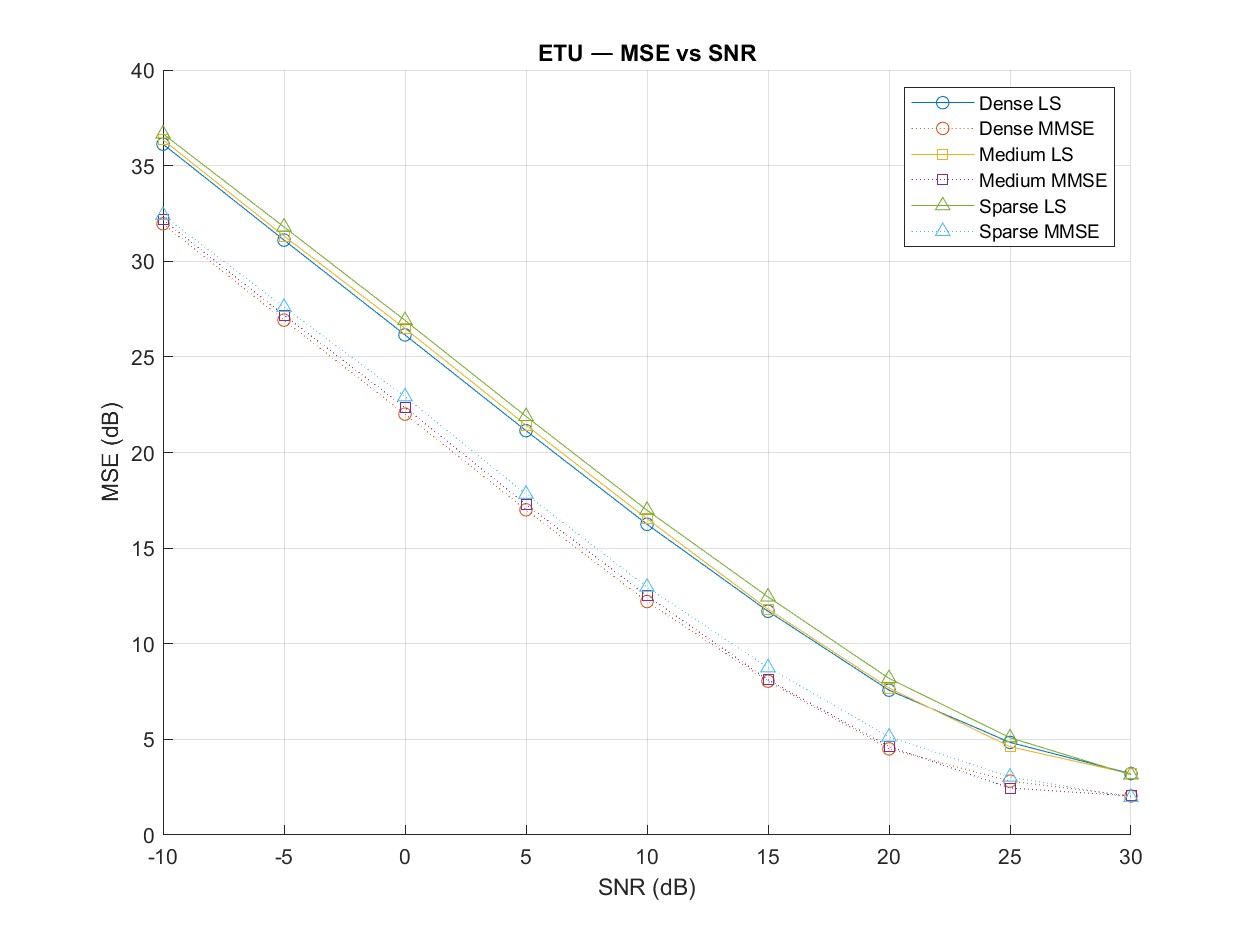 ETU — MSE vs SNR
40
35
30
25
20
15
10
5
0
MSE (dB)
-10 -5 0 5 10 15 20 25 30
SNR (dB)
Dense LS
Dense MMSE
Medium LS
Medium MMSE
Sparse LS
Sparse MMSE